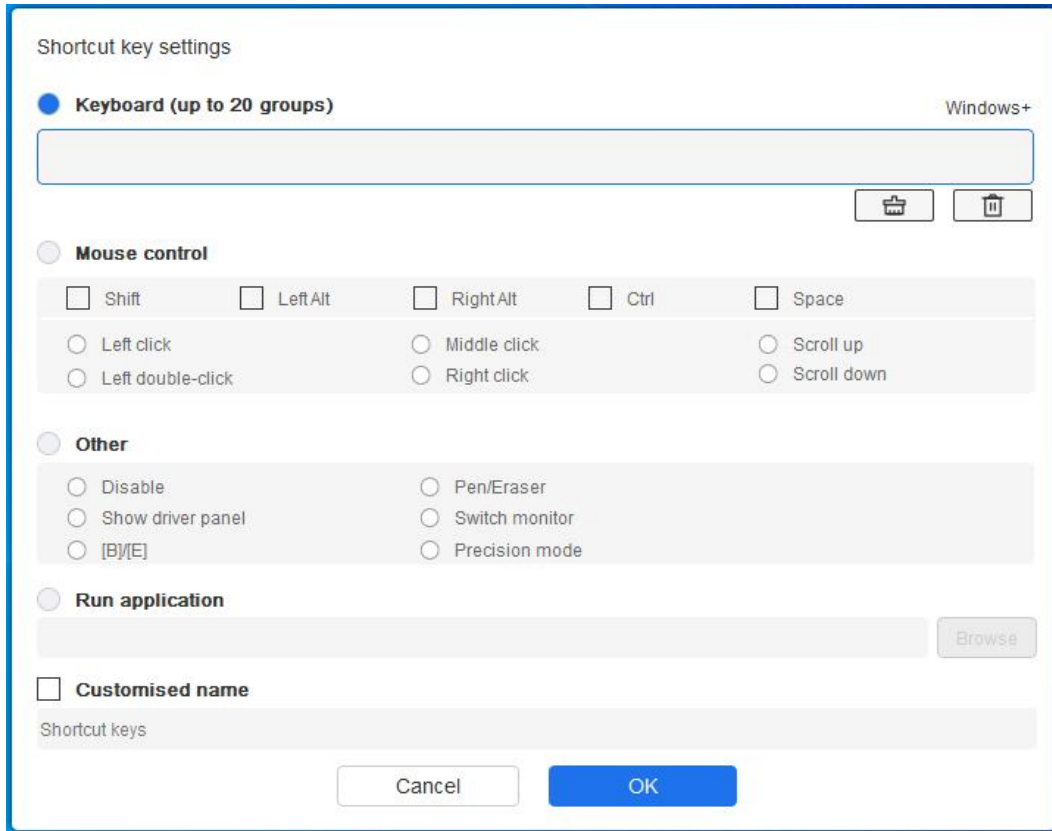 Shortcut key settings
Keyboard (up to 20 groups)
Windows+
Mouse control
Shift Left Alt Right Alt Ctrl Space
Left click Middle click Scroll up
Left double-click Right click Scroll down
Other
Disable Pen/Eraser
Show driver panel Switch monitor
[B]/[E] Precision mode
Run application
Browse
Customised name
Shortcut keys
Cancel OK